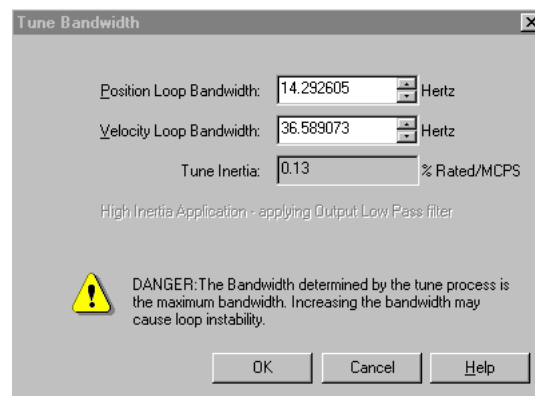 Tune Bandwidth
Position Loop Bandwidth: 14.292605 Hertz
Velocity Loop Bandwidth: 36.589073 Hertz
Tune Inertia: 0.13 % Rated/MCPS
High Inertia Application - applying Output Low Pass filter
DANGER:The Bandwidth determined by the tune process is
the maximum bandwidth. Increasing the bandwidth may
cause loop instability.
OK Cancel Help